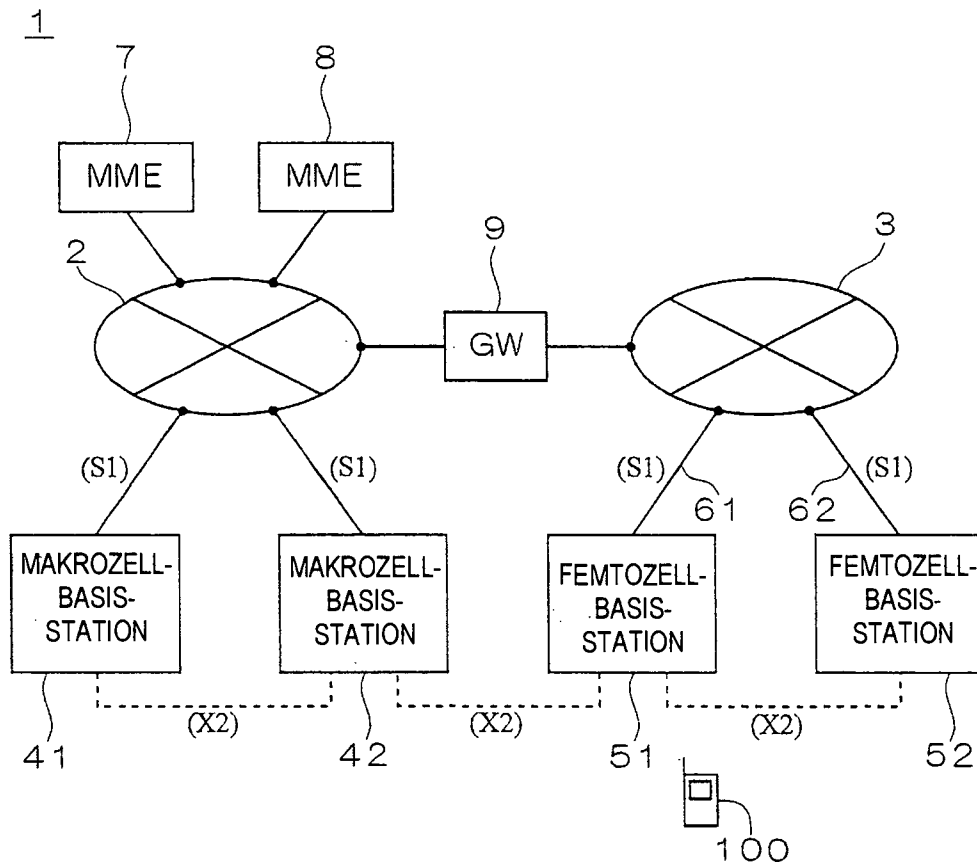 1
7
8
MME
MME
2
9
3
GW
(S1)
(S1)
(S1)
61
62
(S1)
MAKROZELL-
BASIS-
STATION
MAKROZELL-
BASIS-
STATION
FEMTOZELL-
BASIS-
STATION
FEMTOZELL-
BASIS-
STATION
(X2)
(X2)
(X2)
41
42
51
52
100